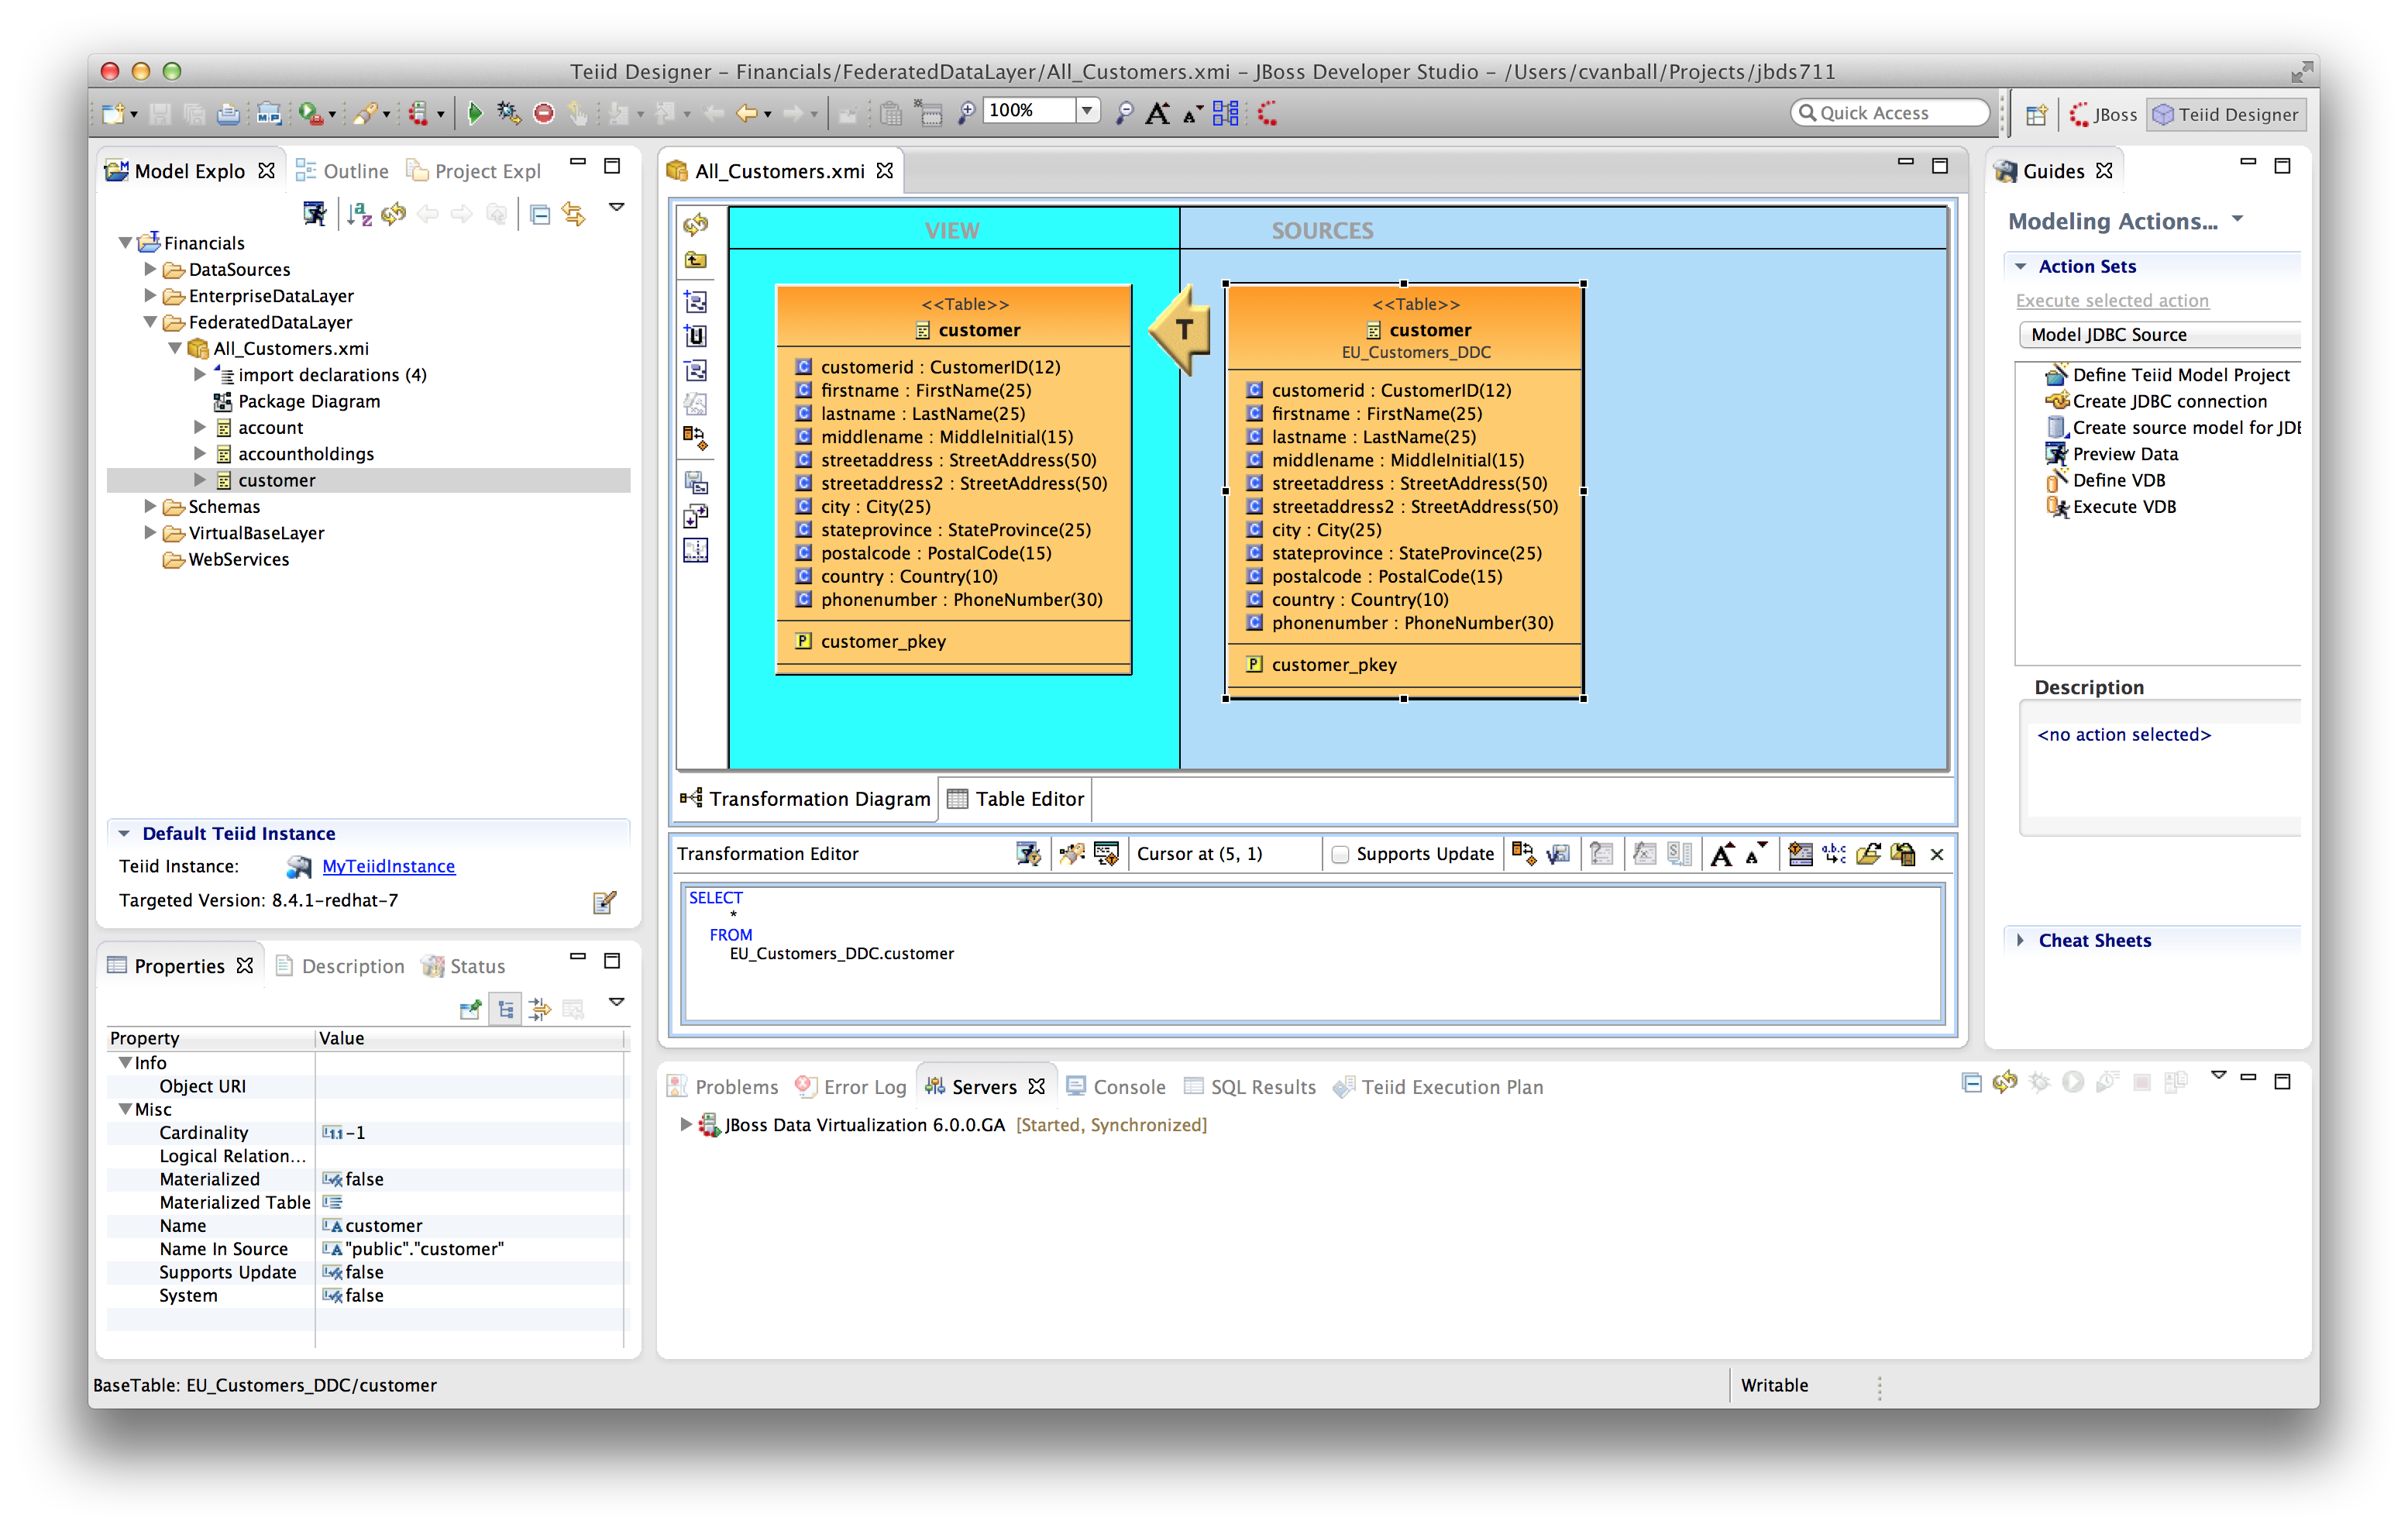 Teiid Designer – Financials/FederatedDataLayer/All_Customers.xmi – JBoss Developer Studio – /Users/cvanball/Projects/jbds711
100%
Quick Access
JBoss
Teiid Designer
Model Explo
Outline
Project Expl
Financials
DataSources
EnterpriseDataLayer
FederatedDataLayer
All_Customers.xmi
import declarations (4)
Package Diagram
account
accountholdings
customer
Schemas
VirtualBaseLayer
WebServices
Default Teiid Instance
Teiid Instance: MyTeiidInstance
Targeted Version: 8.4.1-redhat-7
Properties
Description
Status
Property Value
Info
Object URI
Misc
Cardinality -1
Logical Relation...
Materialized false
Materialized Table
Name customer
Name In Source "public"."customer"
Supports Update false
System false
All_Customers.xmi
VIEW
SOURCES
<<Table>>
customer
customerid : CustomerID(12)
firstname : FirstName(25)
lastname : LastName(25)
middlename : MiddleInitial(15)
streetaddress : StreetAddress(50)
streetaddress2 : StreetAddress(50)
city : City(25)
stateprovince : StateProvince(25)
postalcode : PostalCode(15)
country : Country(10)
phonenumber : PhoneNumber(30)
customer_pkey
T
<<Table>>
customer
EU_Customers_DDC
customerid : CustomerID(12)
firstname : FirstName(25)
lastname : LastName(25)
middlename : MiddleInitial(15)
streetaddress : StreetAddress(50)
streetaddress2 : StreetAddress(50)
city : City(25)
stateprovince : StateProvince(25)
postalcode : PostalCode(15)
country : Country(10)
phonenumber : PhoneNumber(30)
customer_pkey
Transformation Diagram
Table Editor
Transformation Editor
Cursor at (5, 1)
Supports Update
SELECT
*
FROM
EU_Customers_DDC.customer
Problems
Error Log
Servers
Console
SQL Results
Teiid Execution Plan
JBoss Data Virtualization 6.0.0.GA [Started, Synchronized]
Guides
Modeling Actions...
Action Sets
Execute selected action
Model JDBC Source
Define Teiid Model Project
Create JDBC connection
Create source model for JDB
Preview Data
Define VDB
Execute VDB
Description
<no action selected>
Cheat Sheets
BaseTable: EU_Customers_DDC/customer
Writable